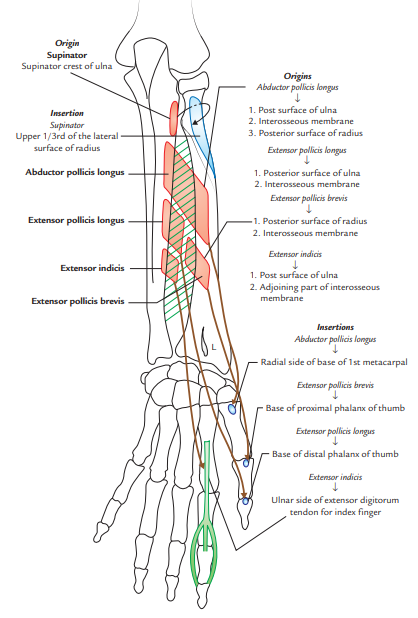 Origin
Supinator
Supinator crest of ulna
Insertion
Supinator
Upper 1/3rd of the lateral
surface of radius
Abductor pollicis longus
Extensor pollicis longus
Extensor indicis
Extensor pollicis brevis
Origins
Abductor pollicis longus
↓
1. Post surface of ulna
2. Interosseous membrane
3. Posterior surface of radius
Extensor pollicis longus
↓
1. Posterior surface of ulna
2. Interosseous membrane
Extensor pollicis brevis
↓
1. Posterior surface of radius
2. Interosseous membrane
Extensor indicis
↓
1. Post surface of ulna
2. Adjoining part of interosseous
membrane
L
Insertions
Abductor pollicis longus
↓
Radial side of base of 1st metacarpal
Extensor pollicis brevis
↓
Base of proximal phalanx of thumb
Extensor pollicis longus
↓
Base of distal phalanx of thumb
Extensor indicis
↓
Ulnar side of extensor digitorum
tendon for index finger